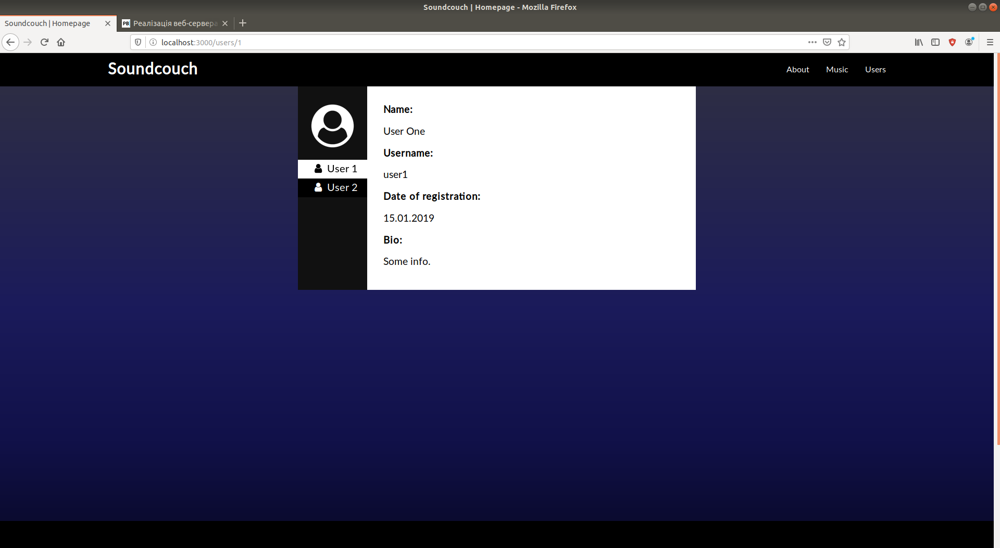 Soundcouch | Homepage - Mozilla Firefox
Soundcouch | Homepage
PB Реалізація веб-сервера
localhost:3000/users/1
Soundcouch
About Music Users
User 1
User 2
Name:
User One
Username:
user1
Date of registration:
15.01.2019
Bio:
Some info.